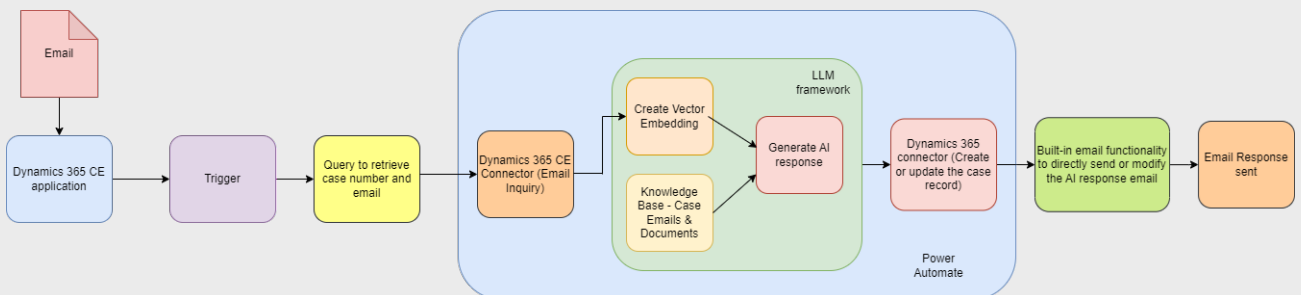 Email
Dynamics 365 CE
application
Trigger
Query to retrieve
case number and
email
Dynamics 365 CE
Connector (Email
Inquiry)
LLM
framework
Create Vector
Embedding
Knowledge
Base - Case
Emails &
Documents
Generate AI
response
Dynamics 365
connector (Create
or update the case
record)
Power
Automate
Built-in email functionality
to directly send or modify
the AI response email
Email Response
sent